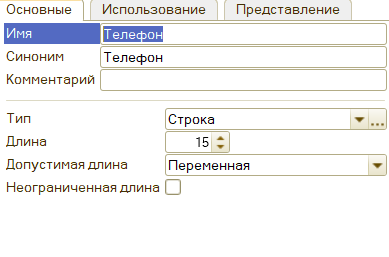 Основные Использование Представление
Имя Телефон
Синоним Телефон
Комментарий
Тип Строка ...
Длина 15
Допустимая длина Переменная
Неограниченная длина